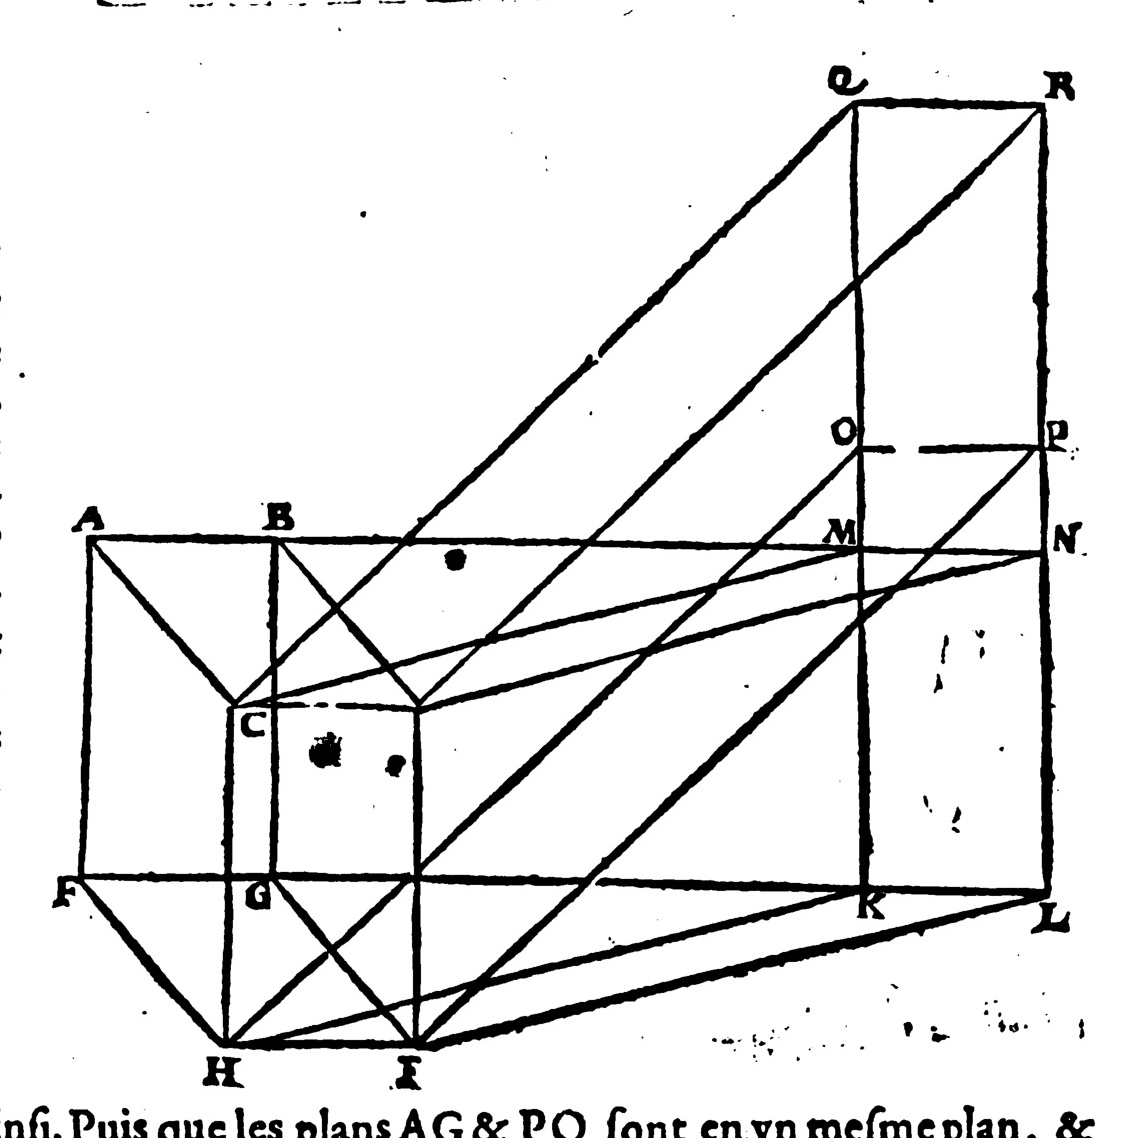 Q R
O P
A B M N
C
F G K L
H I
inſi. Puis que les plans AG & PO ſont en vn meſme plan, &